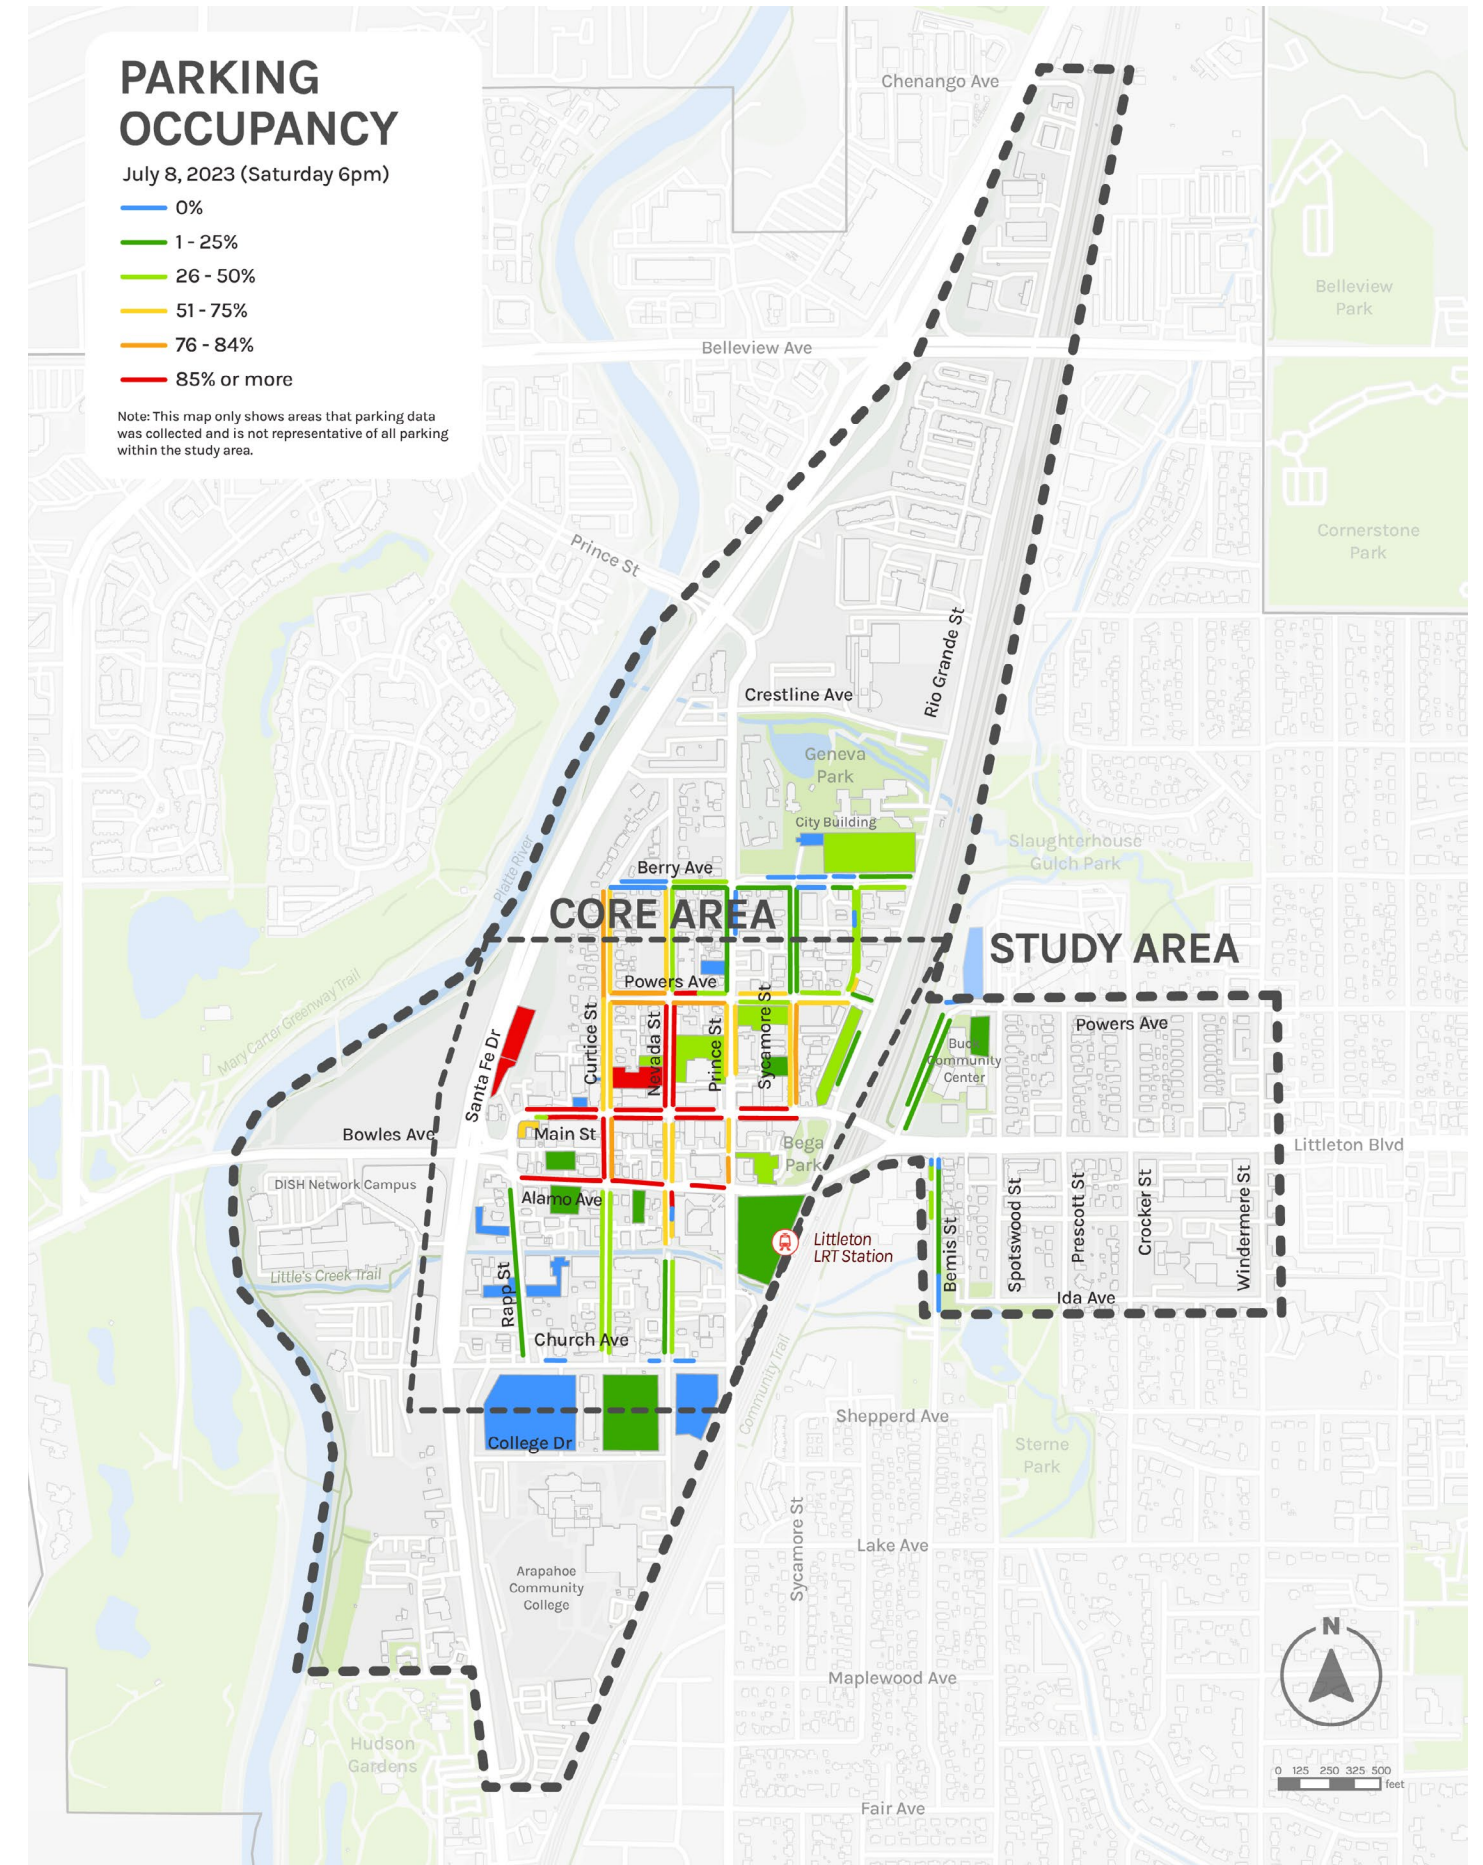 PARKING
OCCUPANCY
July 8, 2023 (Saturday 6pm)
0%
1 - 25%
26 - 50%
51 - 75%
76 - 84%
85% or more
Note: This map only shows areas that parking data
was collected and is not representative of all parking
within the study area.
Chenango Ave
Belleview
Park
Belleview Ave
Cornerstone
Park
Prince St
Rio Grande St
Crestline Ave
Geneva
Park
City Building
Slaughterhouse
Gulch Park
Platte River
Berry Ave
CORE AREA
STUDY AREA
Mary Carter Greenway Trail
Powers Ave
Santa Fe Dr
Curtice St
Nevada St
Prince St
Sycamore St
Powers Ave
Buck
Community
Center
Bowles Ave
Main St
Bega
Park
Littleton Blvd
DISH Network Campus
Alamo Ave
Littleton
LRT Station
Bemis St
Spotswood St
Prescott St
Crocker St
Windermere St
Little's Creek Trail
Rapp St
Ida Ave
Church Ave
Community Trail
Shepperd Ave
College Dr
Sterne
Park
Sycamore St
Lake Ave
Arapahoe
Community
College
Maplewood Ave
N
Hudson
Gardens
0 125 250 325 500
feet
Fair Ave